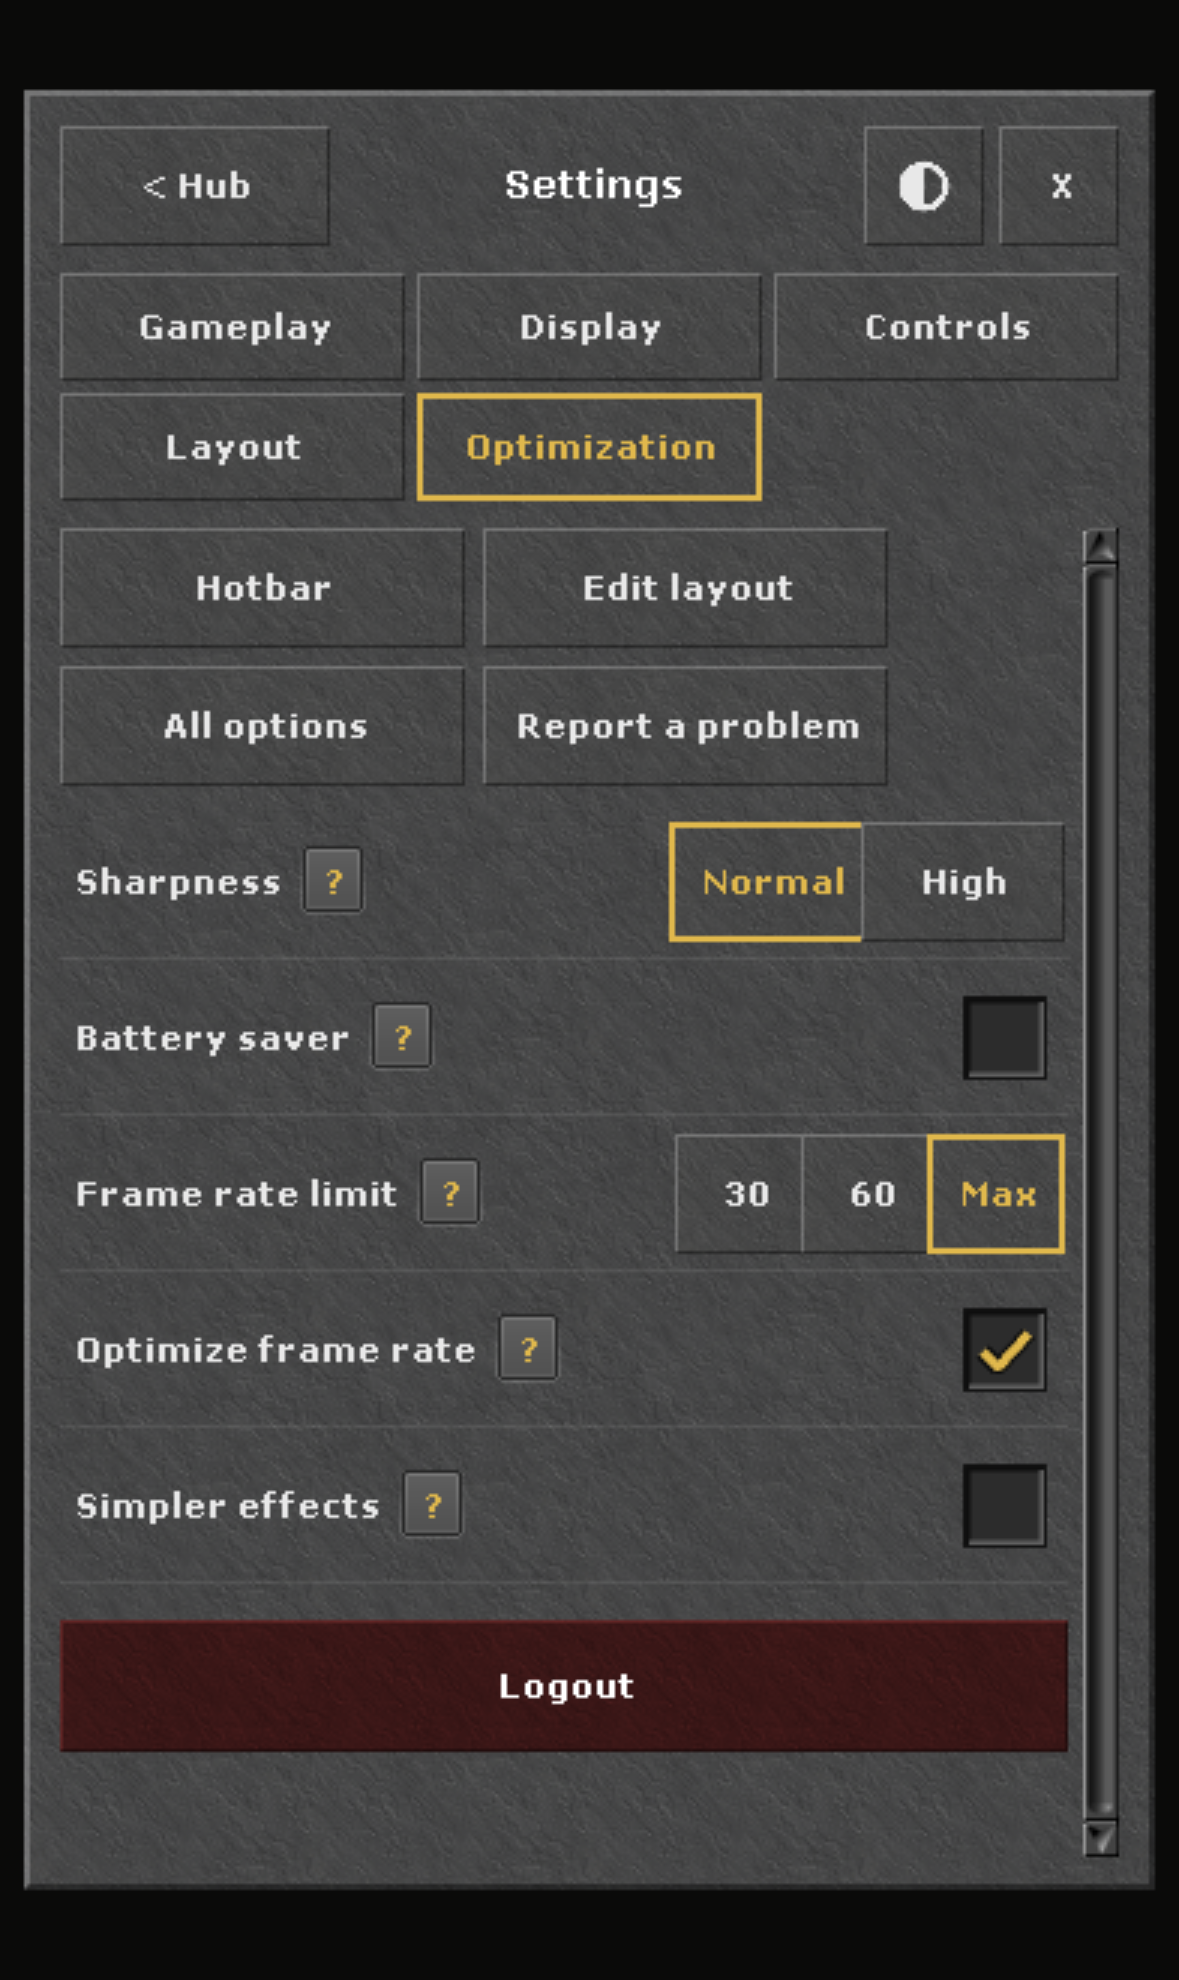 < Hub Settings X
Gameplay Display Controls
Layout Optimization
Hotbar Edit layout
All options Report a problem
Sharpness ? Normal High
Battery saver ?
Frame rate limit ? 30 60 Max
Optimize frame rate ?
Simpler effects ?
Logout